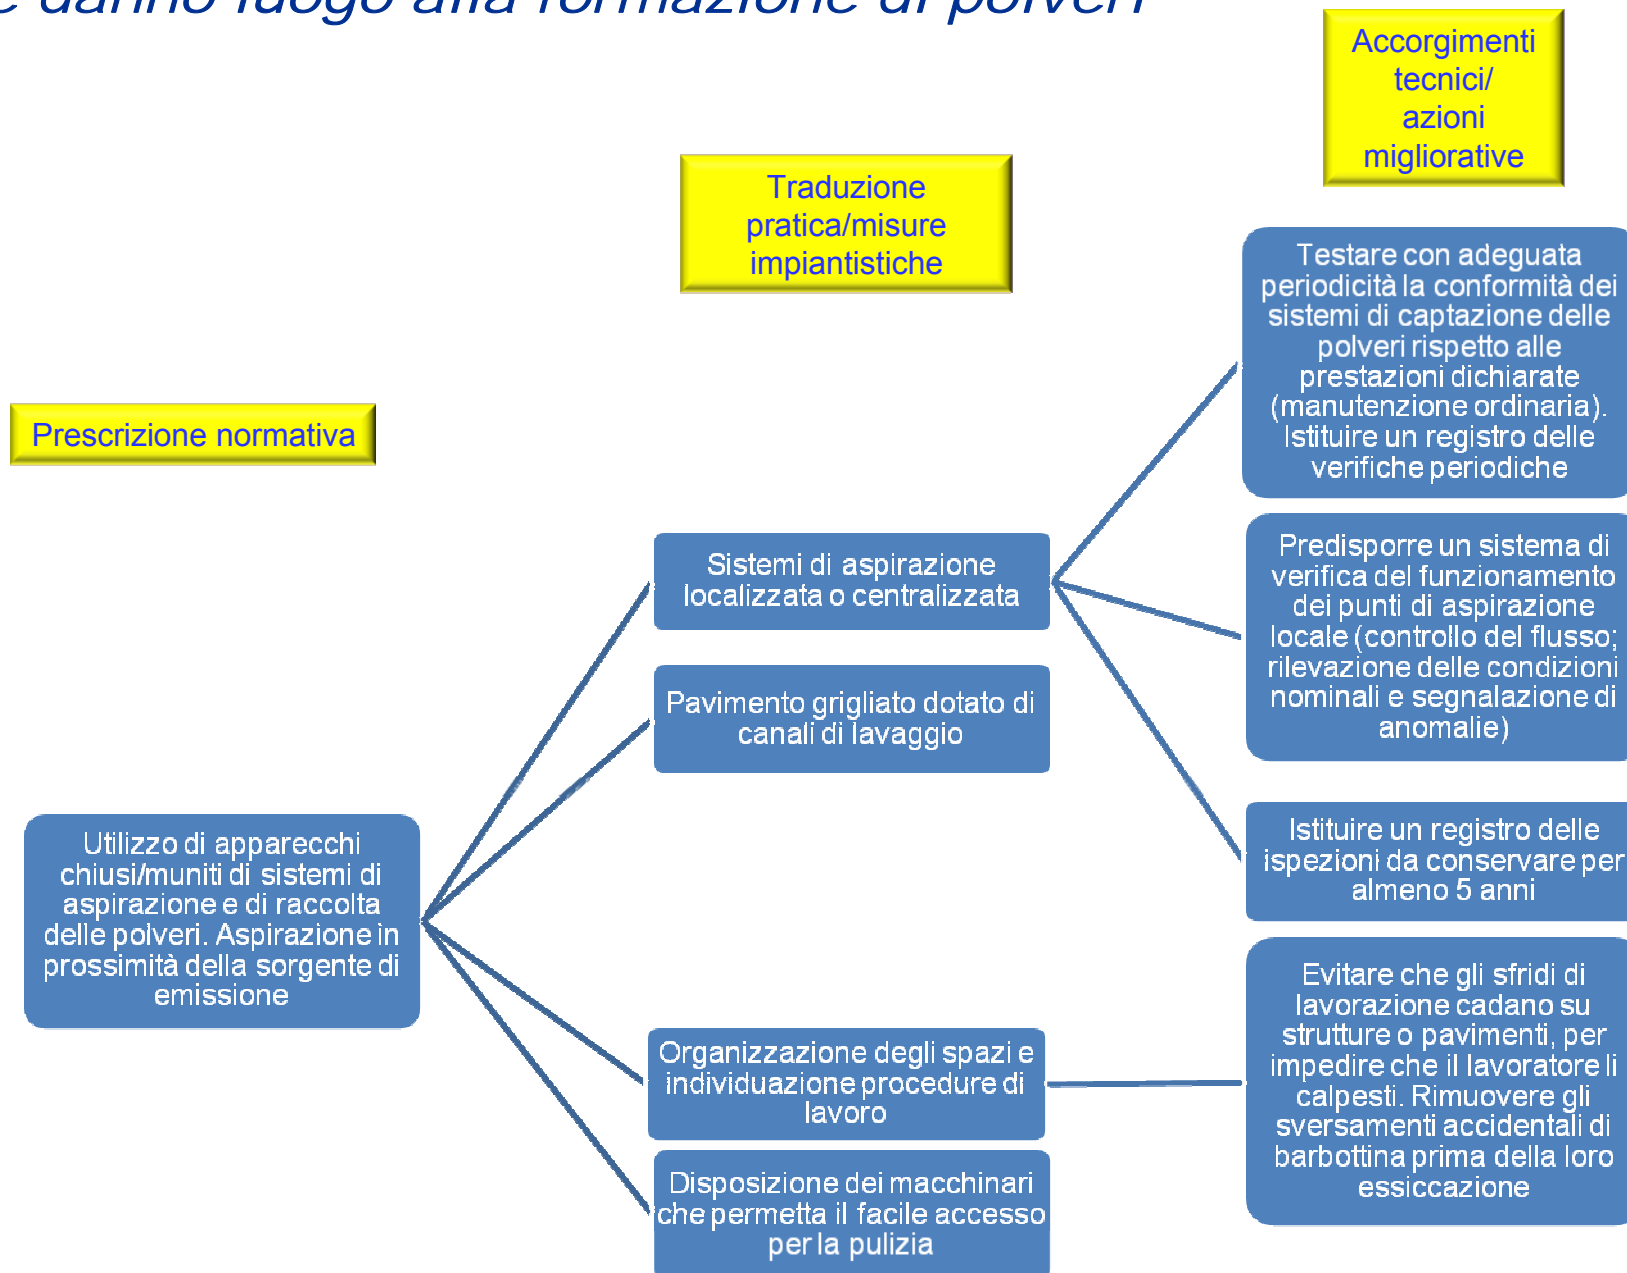 e danno luogo alla formazione di polveri
Accorgimenti
tecnici/
azioni
migliorative
Traduzione
pratica/misure
impiantistiche
Prescrizione normativa
Utilizzo di apparecchi
chiusi/muniti di sistemi di
aspirazione e di raccolta
delle polveri. Aspirazione in
prossimità della sorgente di
emissione
Sistemi di aspirazione
localizzata o centralizzata
Pavimento grigliato dotato di
canali di lavaggio
Organizzazione degli spazi e
individuazione procedure di
lavoro
Disposizione dei macchinari
che permetta il facile accesso
per la pulizia
Testare con adeguata
periodicità la conformità dei
sistemi di captazione delle
polveri rispetto alle
prestazioni dichiarate
(manutenzione ordinaria).
Istituire un registro delle
verifiche periodiche
Predisporre un sistema di
verifica del funzionamento
dei punti di aspirazione
locale (controllo del flusso;
rilevazione delle condizioni
nominali e segnalazione di
anomalie)
Istituire un registro delle
ispezioni da conservare per
almeno 5 anni
Evitare che gli sfridi di
lavorazione cadano su
strutture o pavimenti, per
impedire che il lavoratore li
calpesti. Rimuovere gli
sversamenti accidentali di
barbottina prima della loro
essiccazione